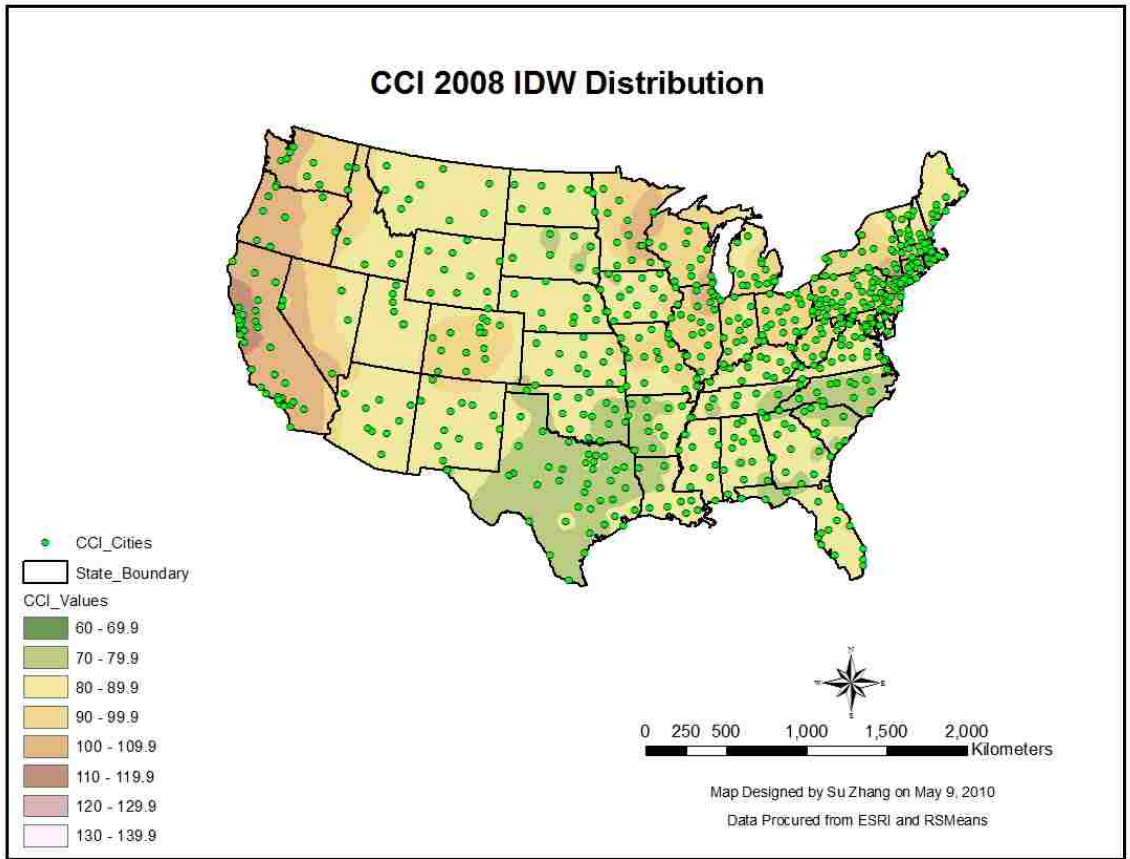 CCI 2008 IDW Distribution
CCI_Cities
State_Boundary
CCI_Values
60 - 69.9
70 - 79.9
80 - 89.9
90 - 99.9
100 - 109.9
110 - 119.9
120 - 129.9
130 - 139.9
N
W E
S
0 250 500 1,000 1,500 2,000
Kilometers
Map Designed by Su Zhang on May 9, 2010
Data Procured from ESRI and RSMeans